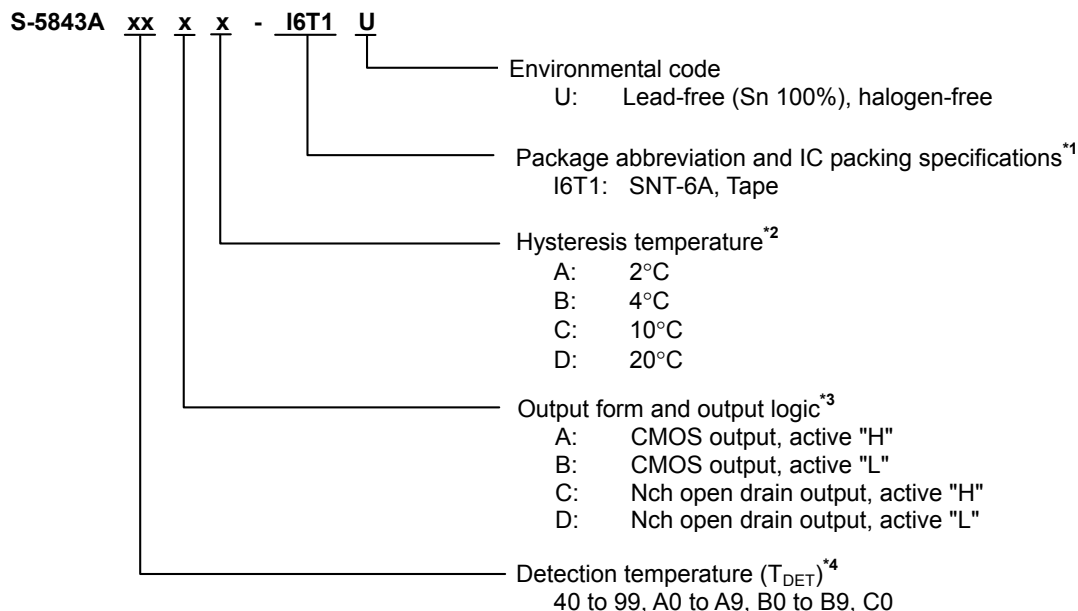 S-5843A xx x x - I6T1 U
Environmental code
U: Lead-free (Sn 100%), halogen-free
Package abbreviation and IC packing specifications*1
I6T1: SNT-6A, Tape
Hysteresis temperature*2
A: 2°C
B: 4°C
C: 10°C
D: 20°C
Output form and output logic*3
A: CMOS output, active "H"
B: CMOS output, active "L"
C: Nch open drain output, active "H"
D: Nch open drain output, active "L"
Detection temperature (TDET)*4
40 to 99, A0 to A9, B0 to B9, C0